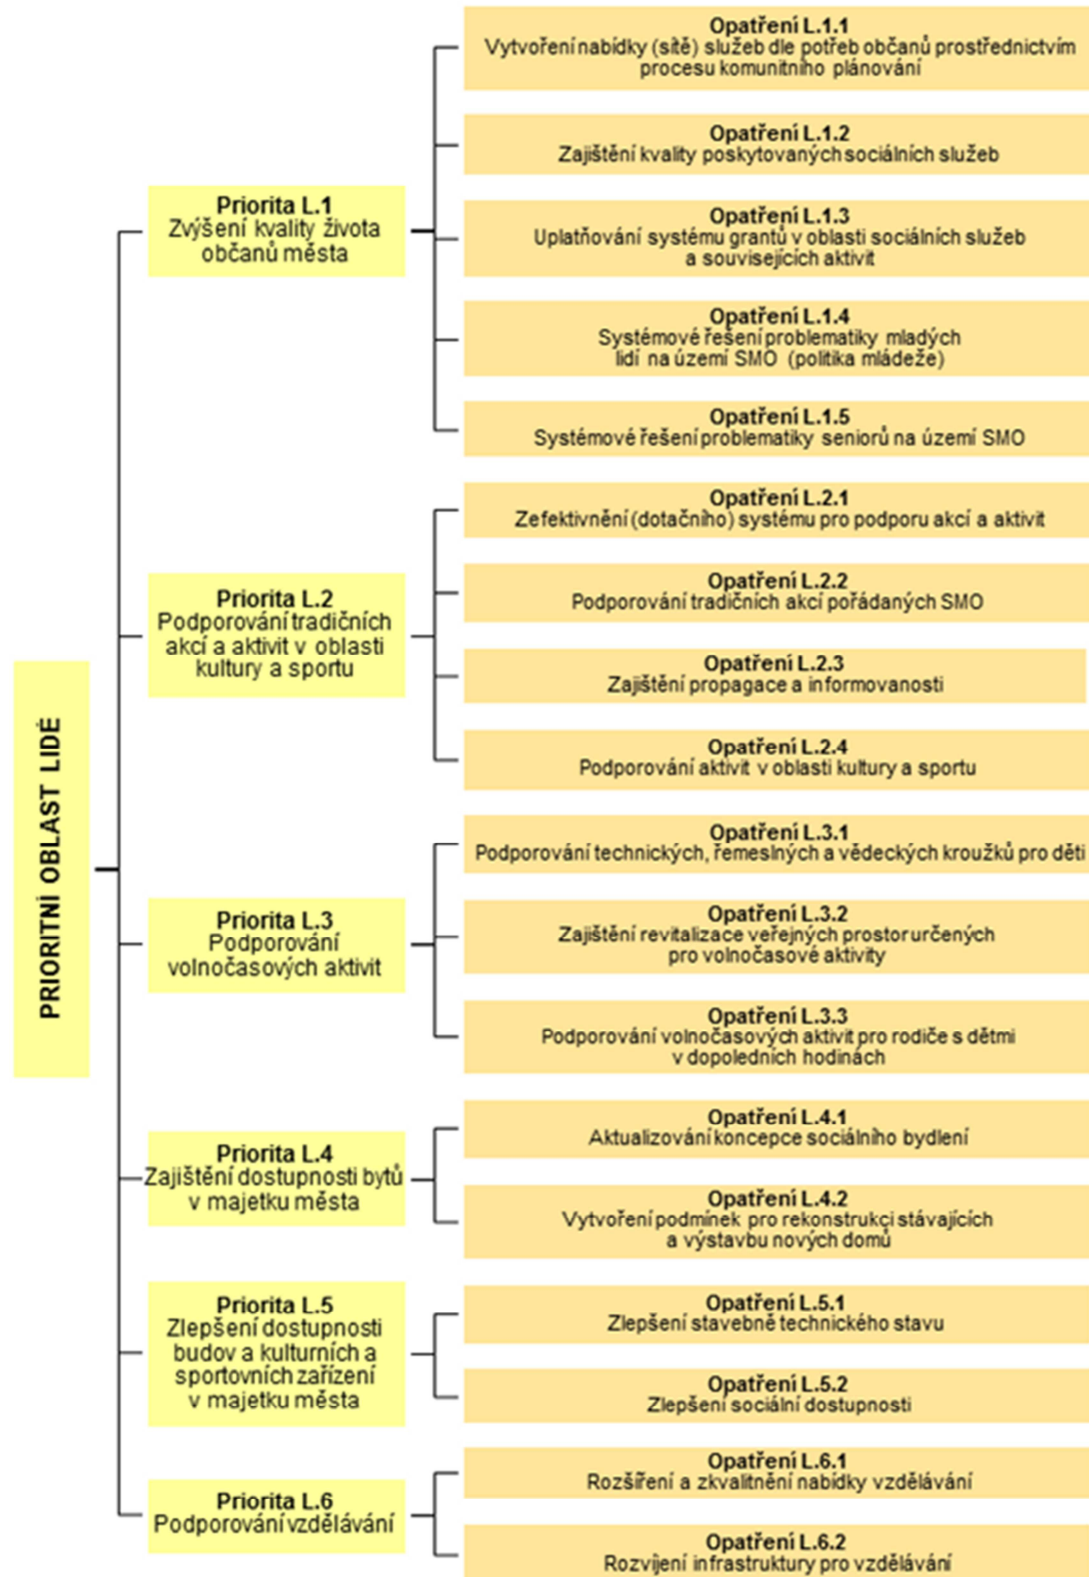 PRIORITNÍ OBLAST LIDÉ
Priorita L.1
Zvýšení kvality života
občanů města
Opatření L.1.1
Vytvoření nabídky (sítě) služeb dle potřeb občanů prostřednictvím
procesu komunitního plánování
Opatření L.1.2
Zajištění kvality poskytovaných sociálních služeb
Opatření L.1.3
Uplatňování systému grantů v oblasti sociálních služeb
a souvisejících aktivit
Opatření L.1.4
Systémové řešení problematiky mladých
lidí na území SMO (politika mládeže)
Opatření L.1.5
Systémové řešení problematiky seniorů na území SMO
Priorita L.2
Podporování tradičních
akcí a aktivit v oblasti
kultury a sportu
Opatření L.2.1
Zefektivnění (dotačního) systému pro podporu akcí a aktivit
Opatření L.2.2
Podporování tradičních akcí pořádaných SMO
Opatření L.2.3
Zajištění propagace a informovanosti
Opatření L.2.4
Podporování aktivit v oblasti kultury a sportu
Priorita L.3
Podporování
volnočasových aktivit
Opatření L.3.1
Podporování technických, řemeslných a vědeckých kroužků pro děti
Opatření L.3.2
Zajištění revitalizace veřejných prostor určených
pro volnočasové aktivity
Opatření L.3.3
Podporování volnočasových aktivit pro rodiče s dětmi
v dopoledních hodinách
Priorita L.4
Zajištění dostupnosti bytů
v majetku města
Opatření L.4.1
Aktualizování koncepce sociálního bydlení
Opatření L.4.2
Vytvoření podmínek pro rekonstrukci stávajících
a výstavbu nových domů
Priorita L.5
Zlepšení dostupnosti
budov a kulturních a
sportovních zařízení
v majetku města
Opatření L.5.1
Zlepšení stavebně technického stavu
Opatření L.5.2
Zlepšení sociální dostupnosti
Priorita L.6
Podporování vzdělávání
Opatření L.6.1
Rozšíření a zkvalitnění nabídky vzdělávání
Opatření L.6.2
Rozvíjení infrastruktury pro vzdělávání